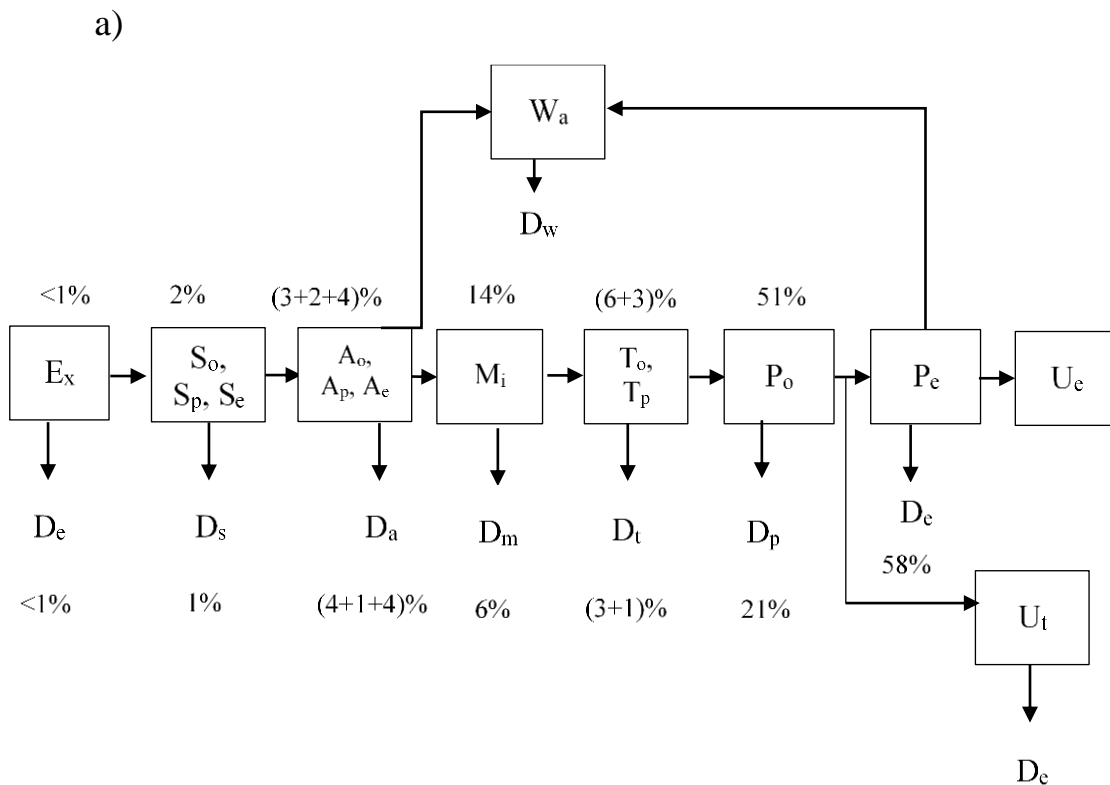 a)
Wa
Dw
<1% 2% (3+2+4)% 14% (6+3)% 51%
Ex
So,
Sp, Se
Ao,
Ap, Ae
Mi
To,
Tp
Po
Pe
Ue
De Ds Da Dm Dt Dp De
58%
<1% 1% (4+1+4)% 6% (3+1)% 21%
Ut
De